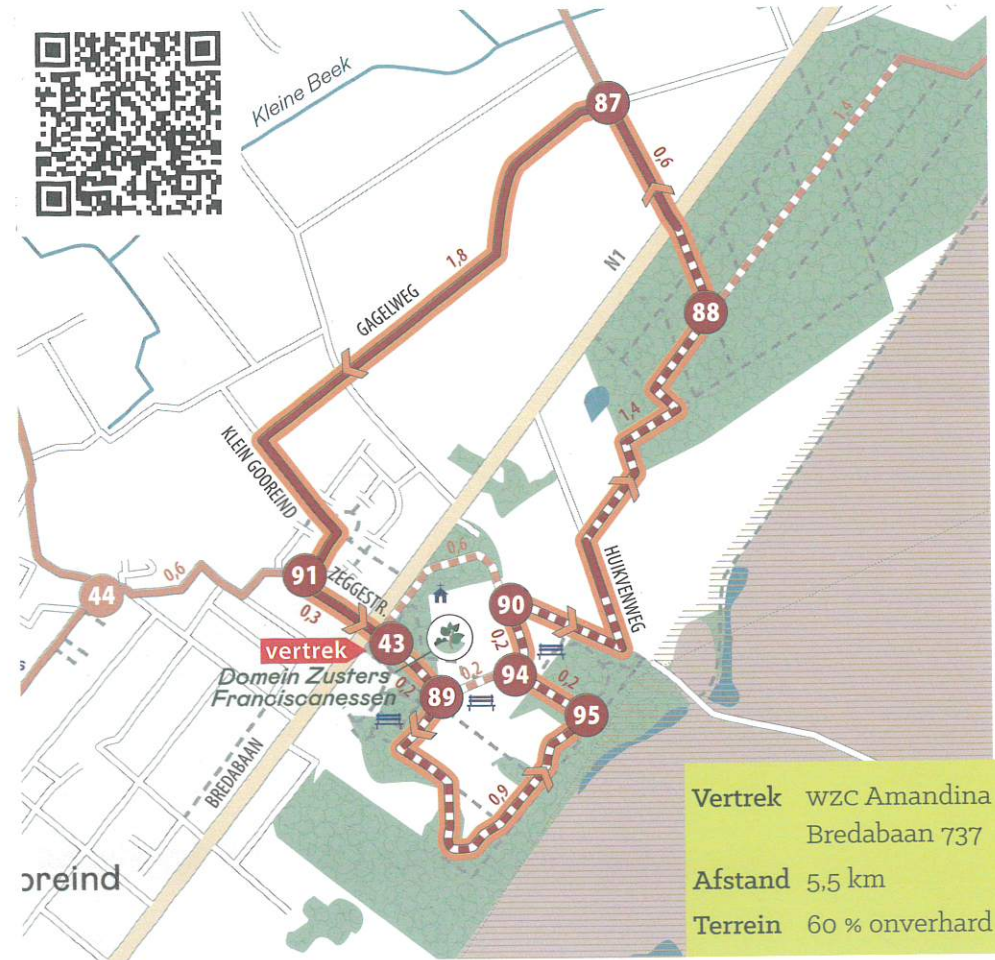 Kleine Beek
87
0,6
1,4
N1
1,8
GAGELWEG
88
1,4
KLEIN GOOREIND
HUIKVENWEG
0,6
91
ZEGGESTR.
44
0,6
0,3
90
43
vertrek
0,2
Domein Zusters
Franciscanessen
0,2
0,2
94
0,2
89
95
BREDABAAN
0,9
s
oreind
Vertrek WZC Amandina
Bredabaan 737
Afstand 5,5 km
Terrein 60 % onverhard